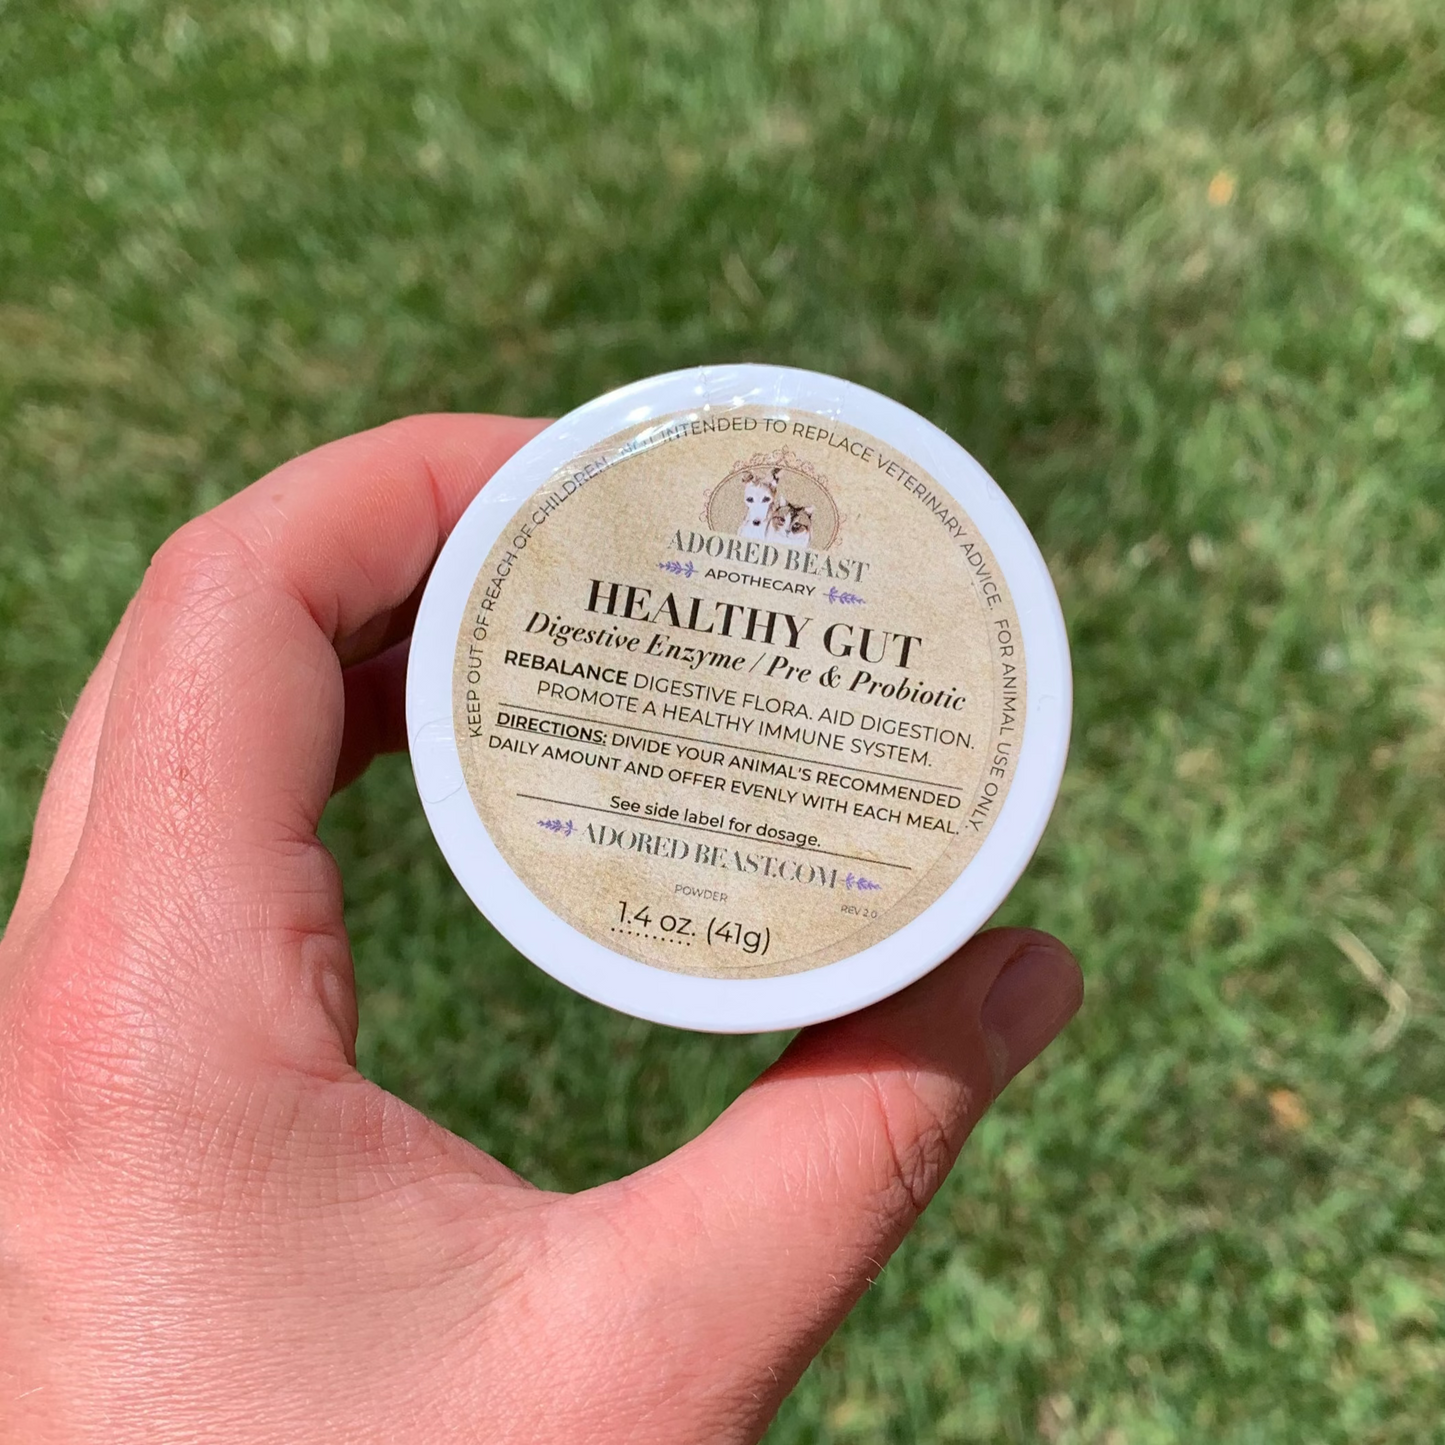 KEEP OUT OF REACH OF CHILDREN. NOT INTENDED TO REPLACE VETERINARY ADVICE. FOR ANIMAL USE ONLY.
ADORED BEAST
APOTHECARY
HEALTHY GUT
Digestive Enzyme / Pre & Probiotic
REBALANCE DIGESTIVE FLORA. AID DIGESTION.
PROMOTE A HEALTHY IMMUNE SYSTEM.
DIRECTIONS: DIVIDE YOUR ANIMAL'S RECOMMENDED
DAILY AMOUNT AND OFFER EVENLY WITH EACH MEAL.
See side label for dosage.
ADORED BEAST.COM
POWDER
REV 2.0
1.4 oz. (41g)